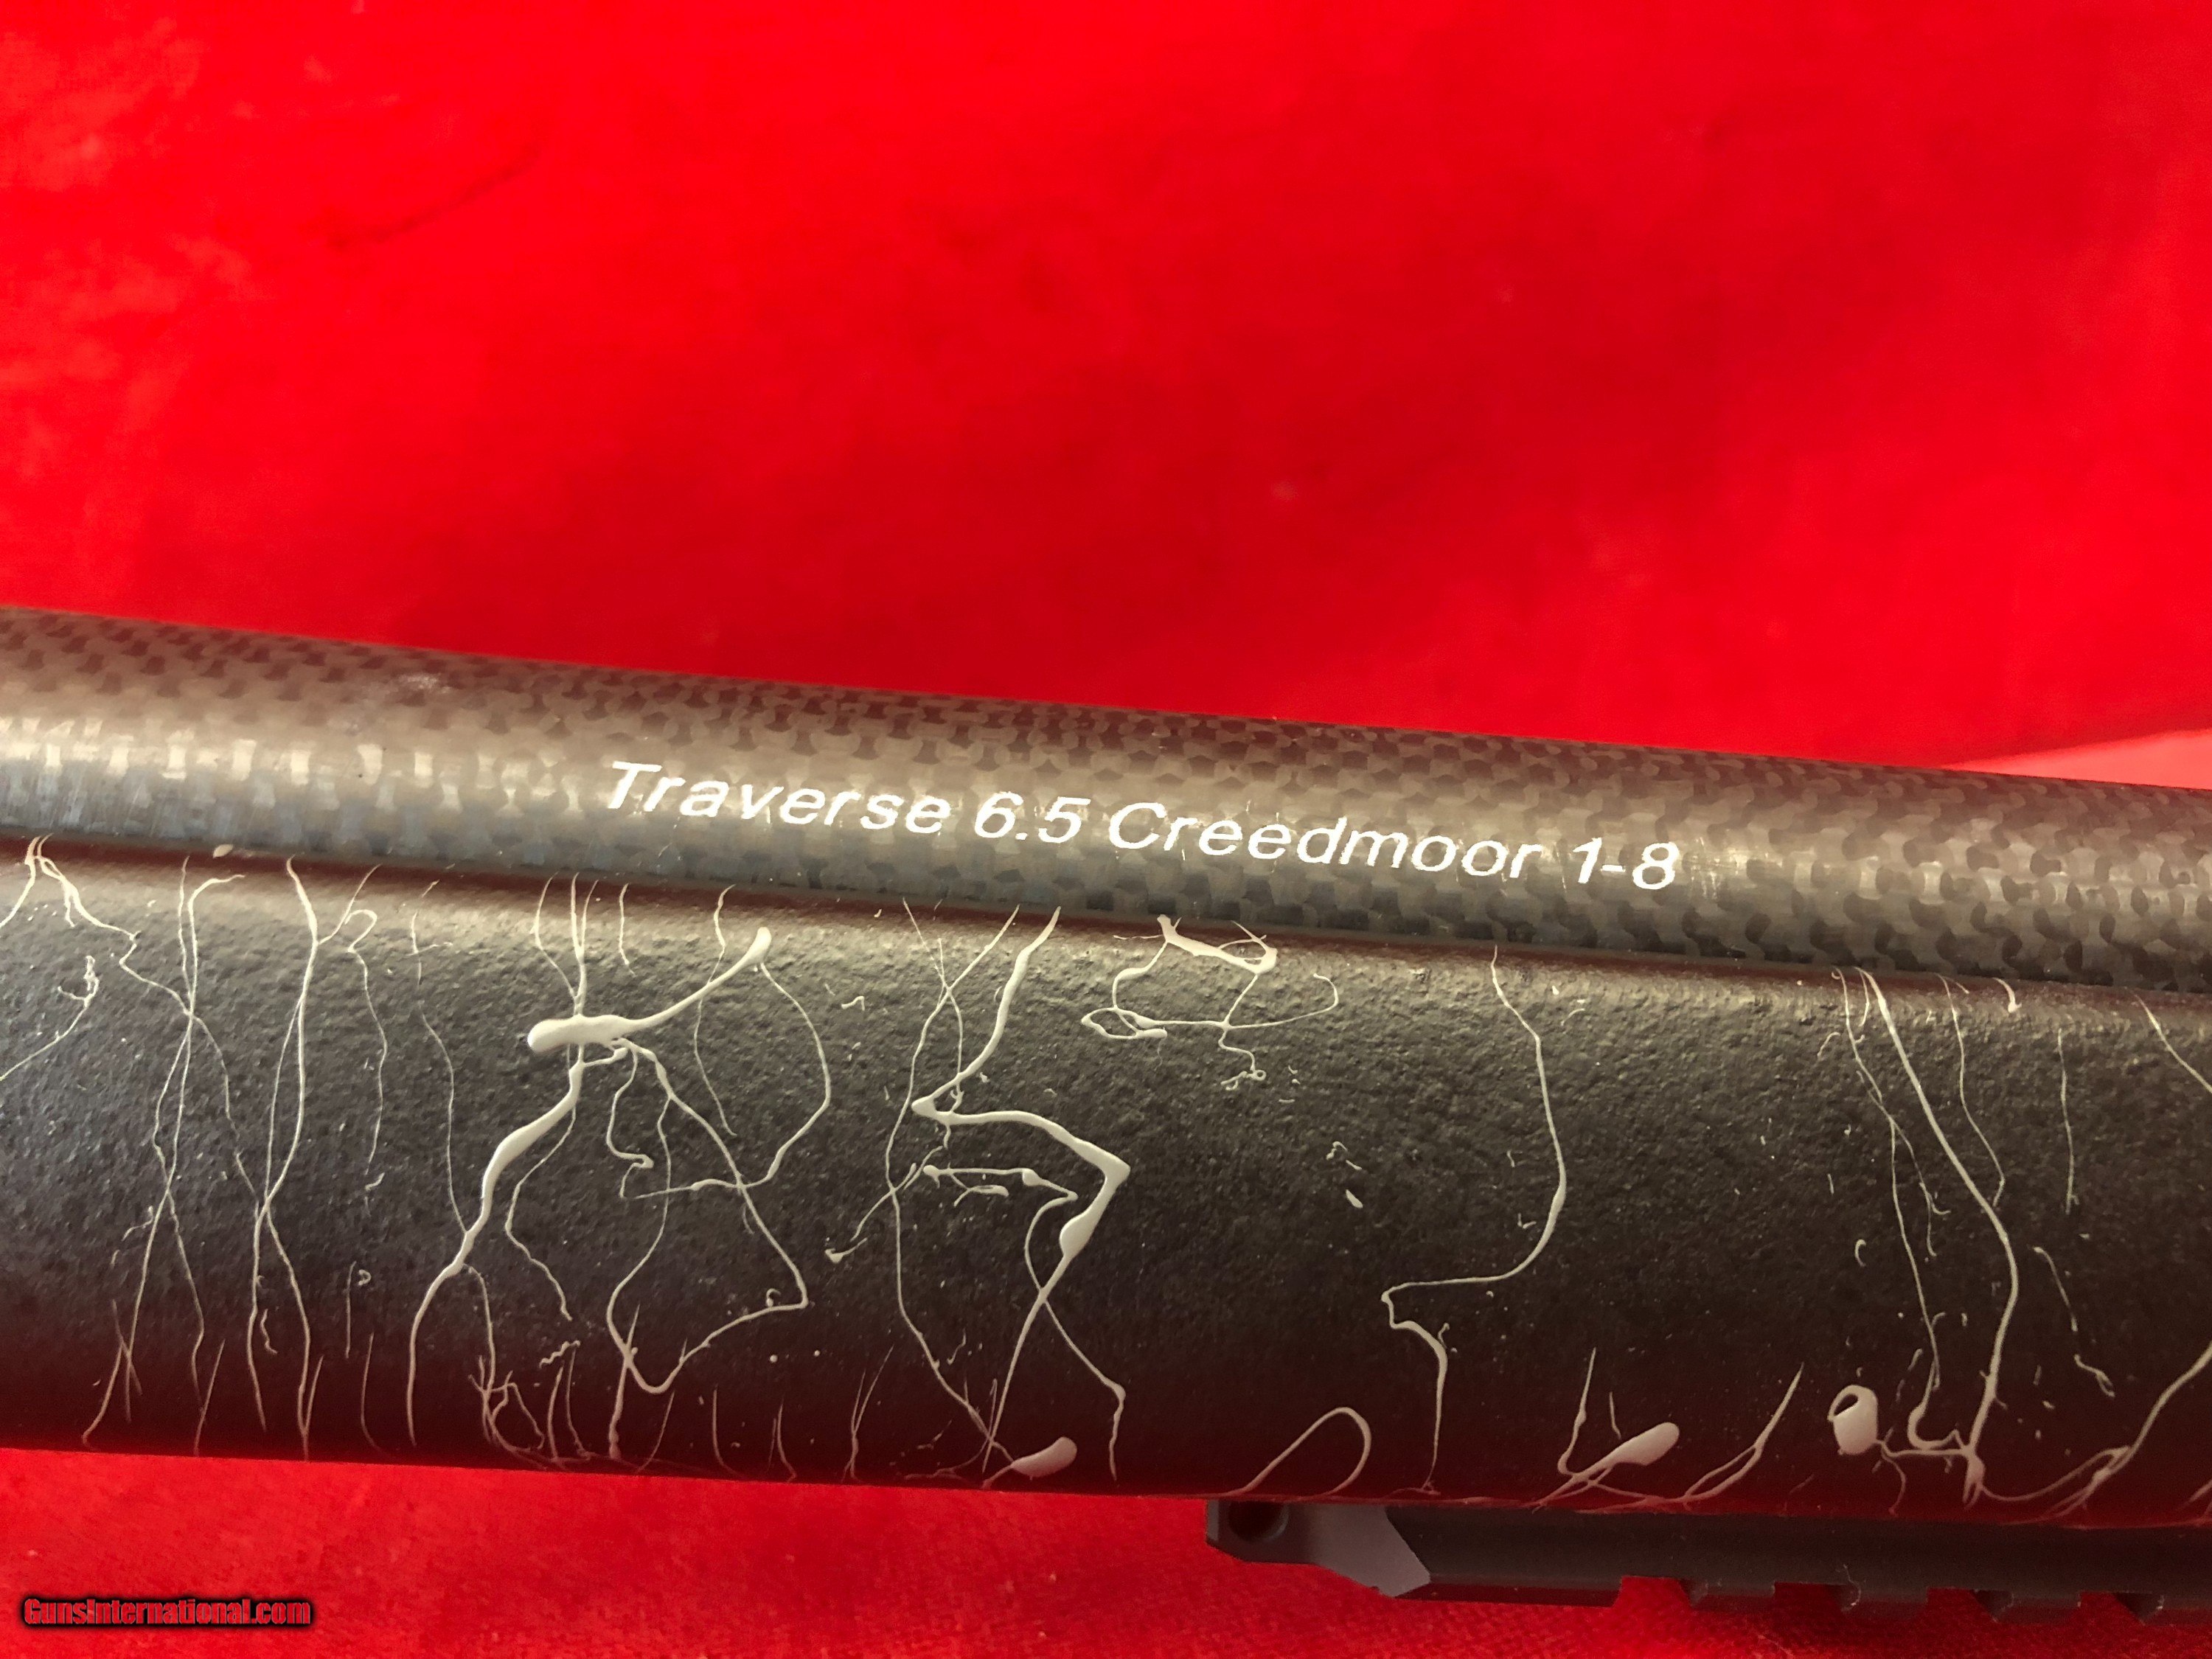 Traverse 6.5 Creedmoor 1-8
GunsInternational.com